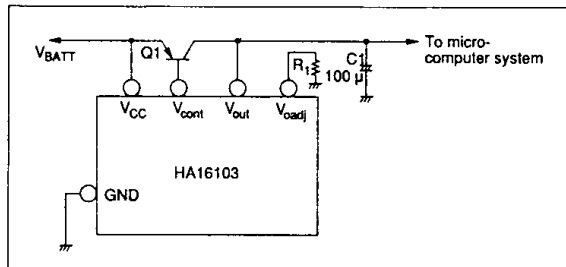 V_BATT
Q1
C1
R₁
100 μ
To micro-
computer system
V_CC
V_cont
V_out
V_oadj
HA16103
GND